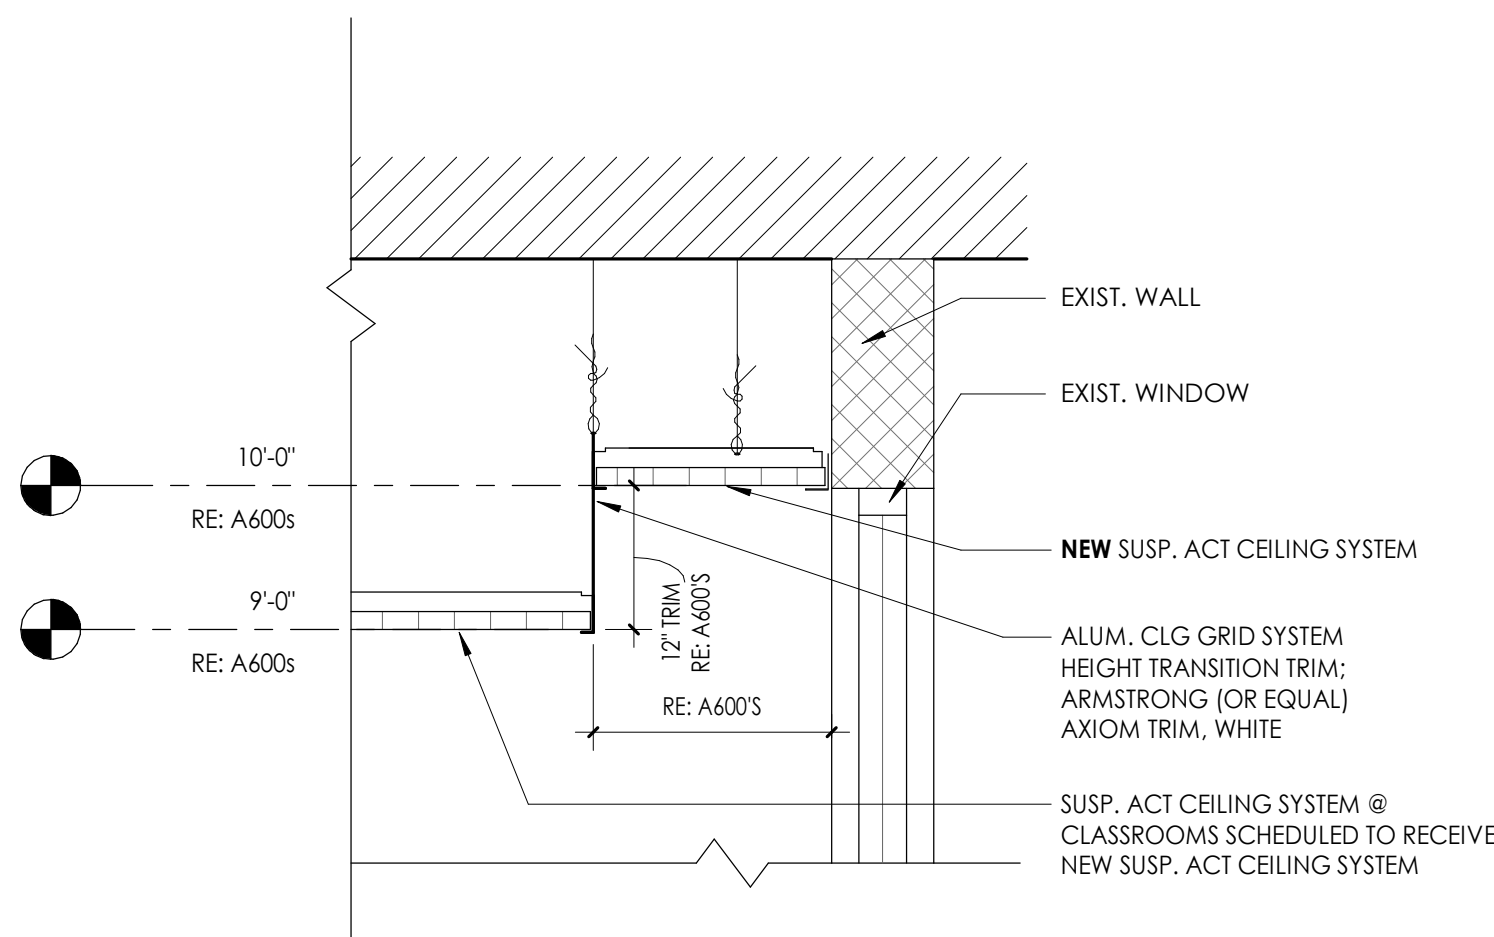 EXIST. WALL
EXIST. WINDOW
10'-0"
RE: A600s
NEW SUSP. ACT CEILING SYSTEM
9'-0"
RE: A600s
12" TRIM
RE: A600'S
RE: A600'S
ALUM. CLG GRID SYSTEM
HEIGHT TRANSITION TRIM;
ARMSTRONG (OR EQUAL)
AXIOM TRIM, WHITE
SUSP. ACT CEILING SYSTEM @
CLASSROOMS SCHEDULED TO RECEIVE
NEW SUSP. ACT CEILING SYSTEM